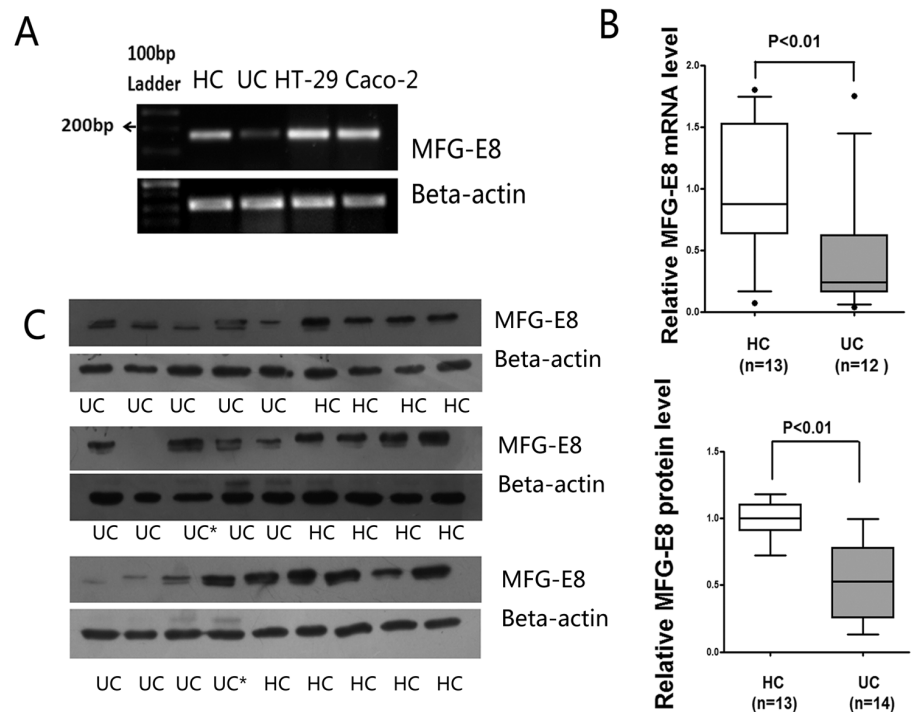 A
100bp
Ladder
HC UC HT-29 Caco-2
200bp
MFG-E8
Beta-actin
B
P<0.01
Relative MFG-E8 mRNA level
2.0
1.5
1.0
0.5
0.0
HC UC
(n=13) (n=12 )
C
MFG-E8
Beta-actin
UC UC UC UC UC HC HC HC HC
MFG-E8
Beta-actin
UC UC UC* UC UC HC HC HC HC
MFG-E8
Beta-actin
UC UC UC UC* HC HC HC HC HC
P<0.01
Relative MFG-E8 protein level
1.5
1.0
0.5
0.0
HC UC
(n=13) (n=14)